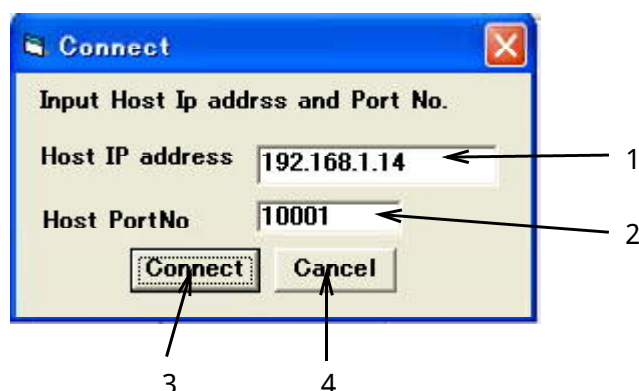 Connect
Input Host Ip addrss and Port No.
Host IP address 192.168.1.14 1
Host PortNo 10001 2
Connect Cancel
3 4